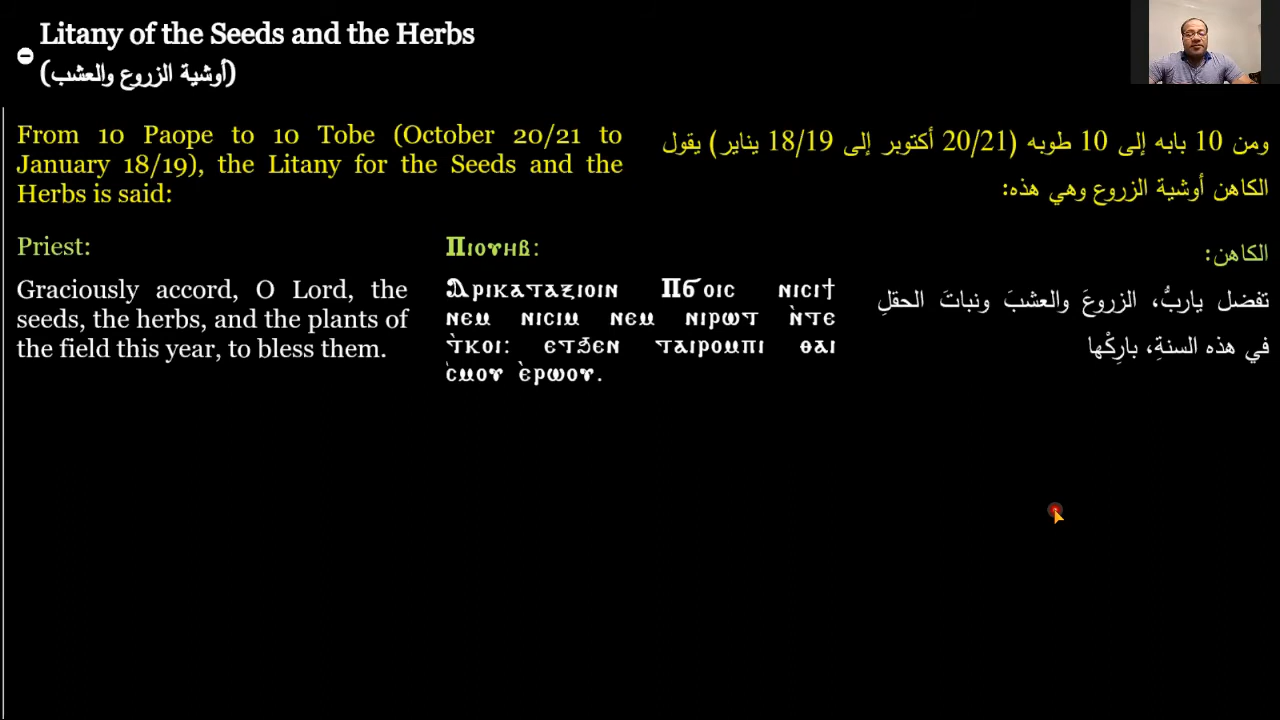 Litany of the Seeds and the Herbs
(أوشية الزروع والعشب)
From 10 Paope to 10 Tobe (October 20/21 to
January 18/19), the Litany for the Seeds and the
Herbs is said:
ومن 10 بابه إلى 10 طوبه (20/21 أكتوبر إلى 18/19 يناير) يقول
الكاهن أوشية الزروع وهي هذه:
Priest:
Graciously accord, O Lord, the
seeds, the herbs, and the plants of
the field this year, to bless them.
Ⲡⲓⲟⲩⲏⲃ:
Ⲁⲣⲓⲕⲁⲧⲁⲝⲓⲟⲓⲛ Ⲡϭⲟⲓⲥ ⲛⲓⲥⲓϯ
ⲛⲉⲙ ⲛⲓⲥⲓⲙ ⲛⲉⲙ ⲛⲓⲣⲱⲧ ⲛ̀ⲧⲉ
ⲧ̀ⲕⲟⲓ: ⲉⲧϧⲉⲛ ⲧⲁⲓⲣⲟⲙⲡⲓ ⲑⲁⲓ
ⲥ̀ⲙⲟⲩ ⲉ̀ⲣⲱⲟⲩ.
الكاهن:
تفضل ياربُّ، الزروعَ والعشبَ ونباتَ الحقلِ
في هذه السنةِ، بارِكْها